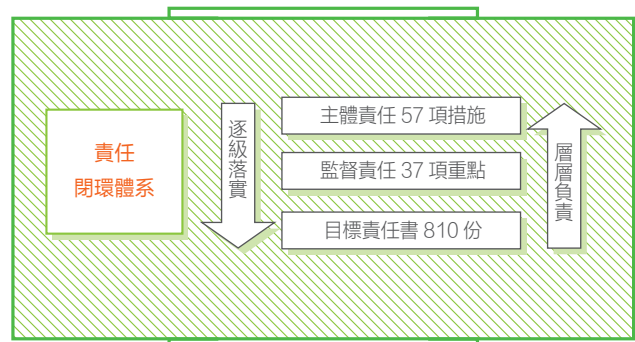 責任
閉環體系
逐級落實
主體責任 57 項措施
監督責任 37 項重點
目標責任書 810 份
層層負責